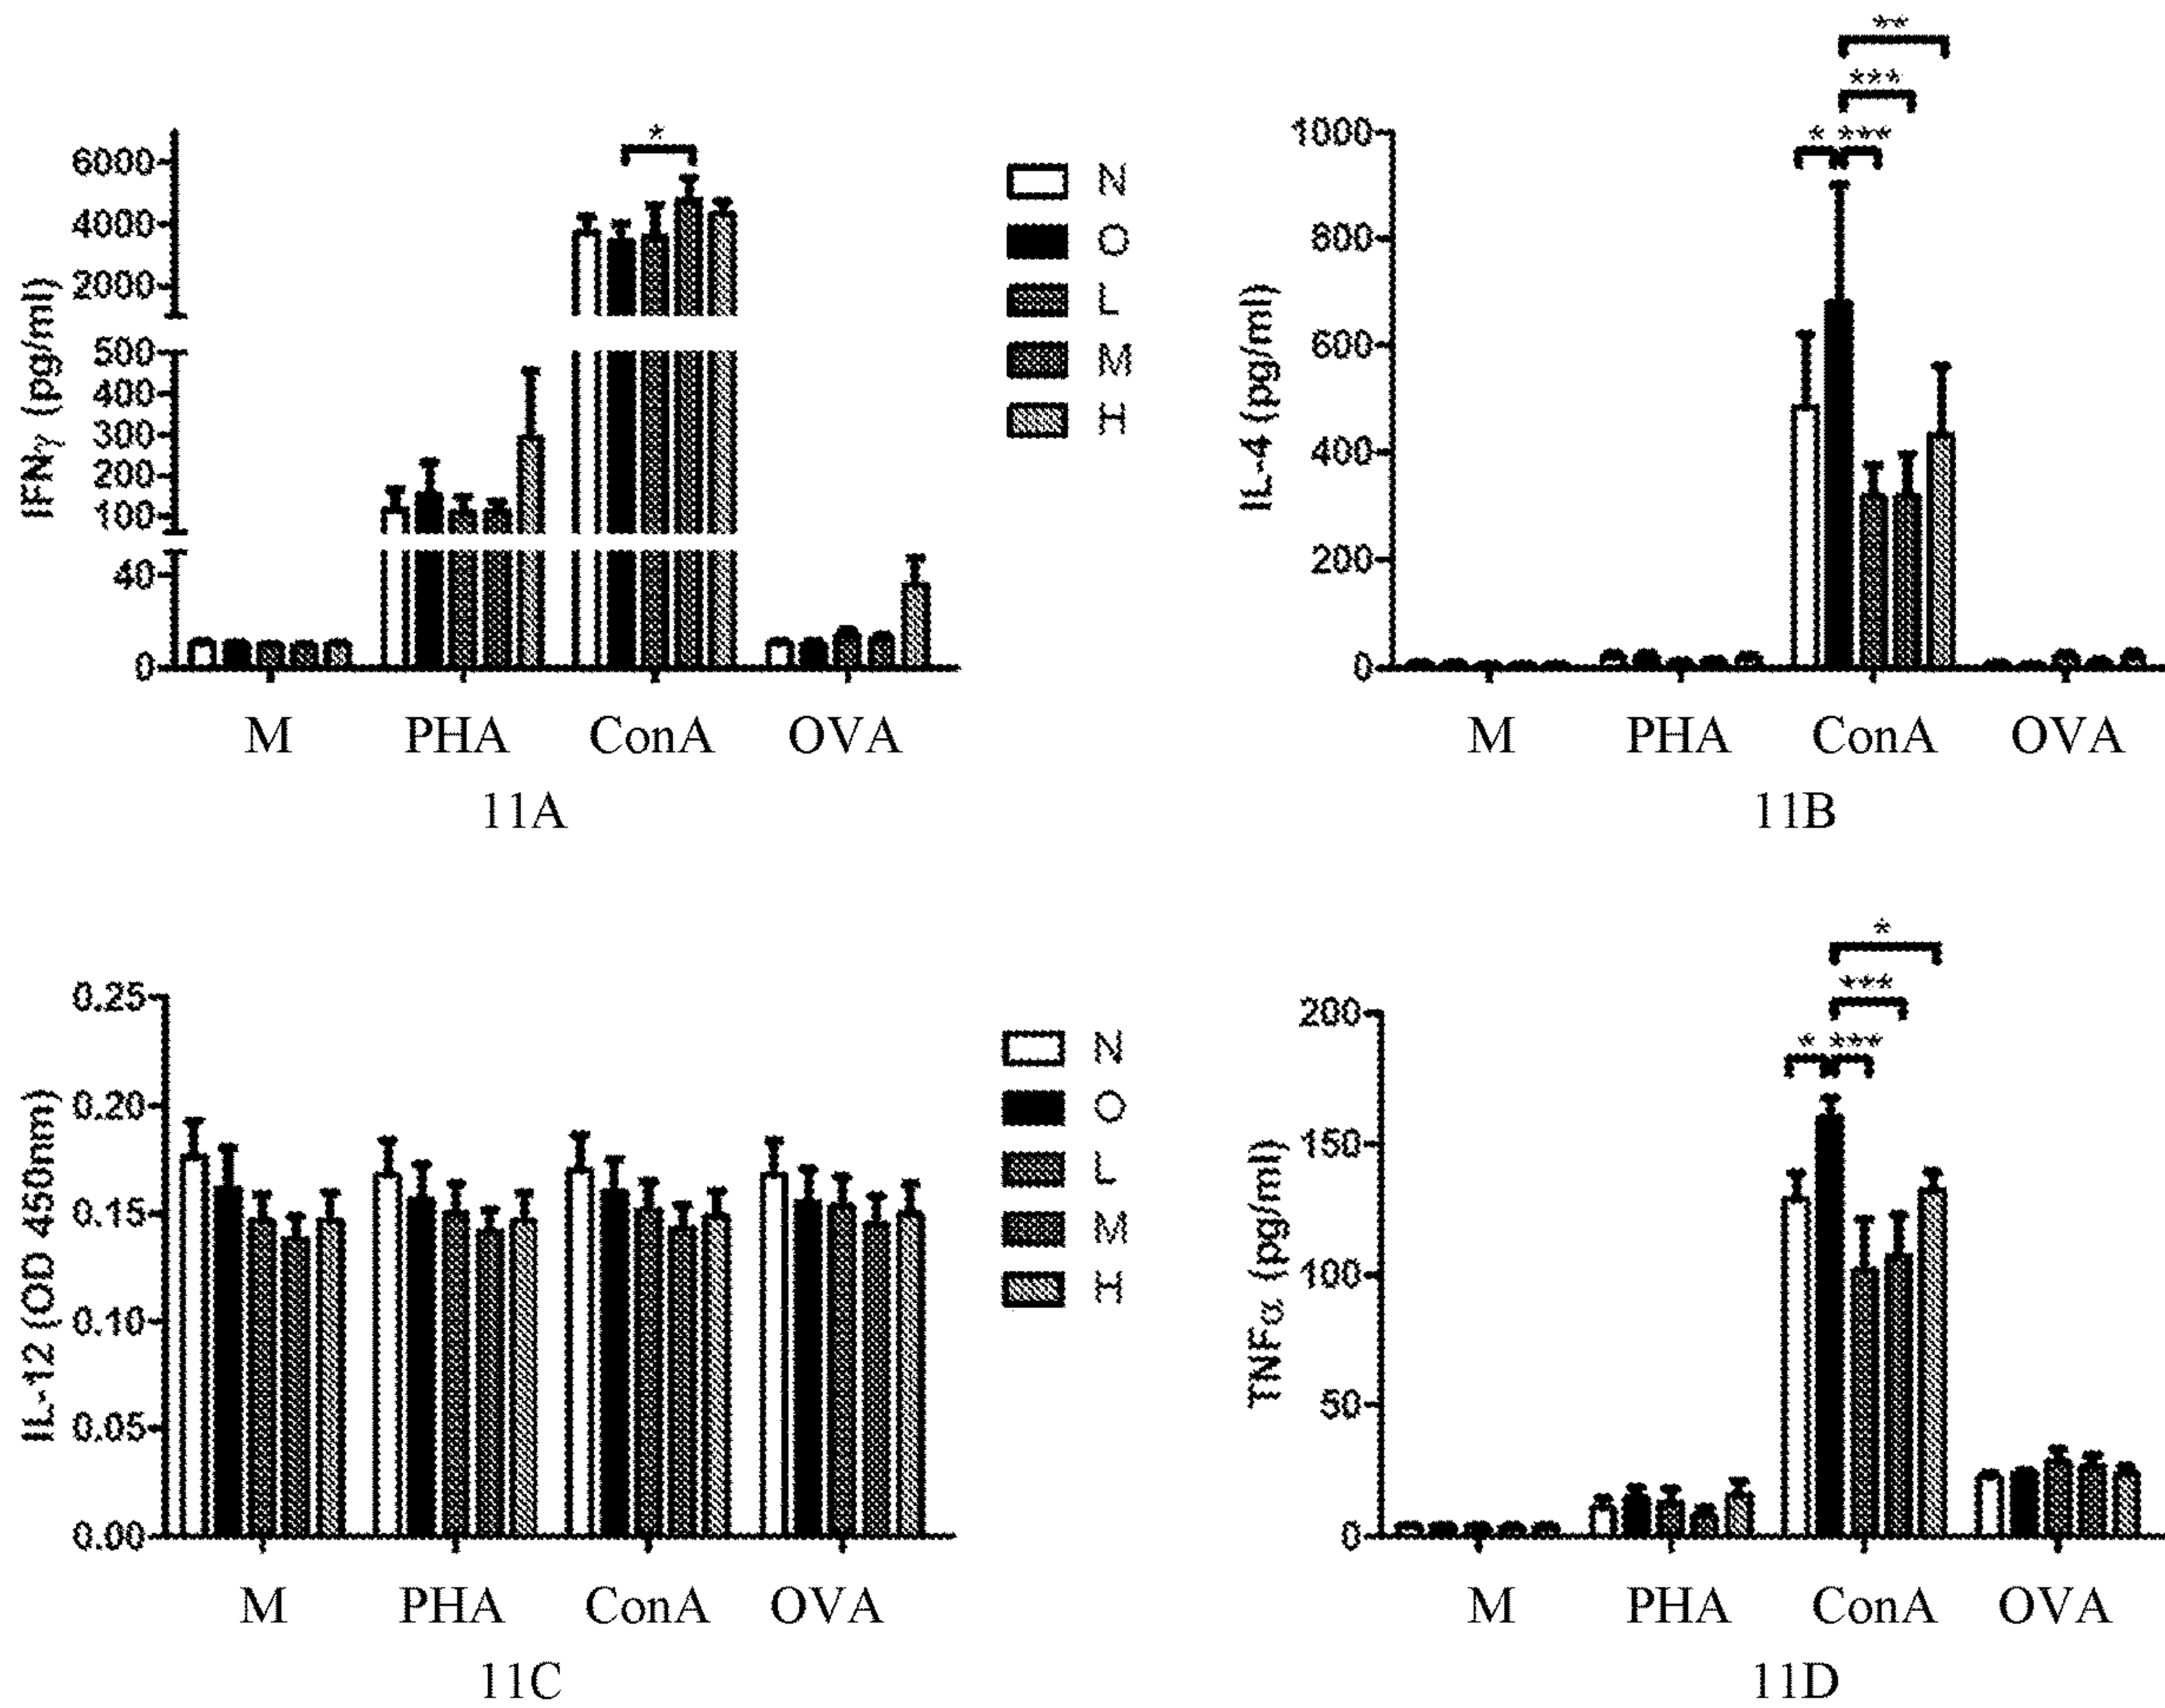 *
6000
4000
2000
500
400
300
200
100
40
0
IFNγ (pg/ml)
M PHA ConA OVA
11A
N
O
L
M
H
**
***
* ***
1000
800
600
400
200
0
IL-4 (pg/ml)
M PHA ConA OVA
11B
0.25
0.20
0.15
0.10
0.05
0.00
IL-12 (OD 450nm)
M PHA ConA OVA
11C
N
O
L
M
H
*
***
* ***
200
150
100
50
0
TNFα (pg/ml)
M PHA ConA OVA
11D